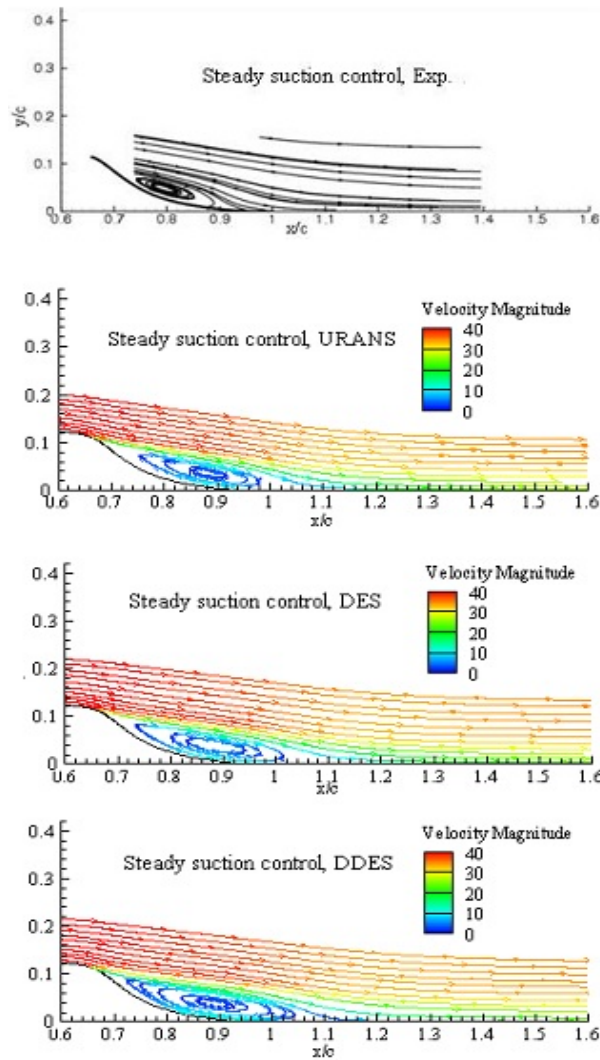 0.4
Steady suction control, Exp.
0.3
y/c
0.2
0.1
0
0.6 0.7 0.8 0.9 1 1.1 1.2 1.3 1.4 1.5 1.6
x/c
0.4
Velocity Magnitude
Steady suction control, URANS
40
0.3
30
20
10
0.2
0
0.1
0
0.6 0.7 0.8 0.9 1 1.1 1.2 1.3 1.4 1.5 1.6
x/c
0.4
Velocity Magnitude
Steady suction control, DES
40
0.3
30
20
10
0.2
0
0.1
0
0.6 0.7 0.8 0.9 1 1.1 1.2 1.3 1.4 1.5 1.6
x/c
0.4
Velocity Magnitude
Steady suction control, DDES
40
0.3
30
20
10
0.2
0
0.1
0
0.6 0.7 0.8 0.9 1 1.1 1.2 1.3 1.4 1.5 1.6
x/c